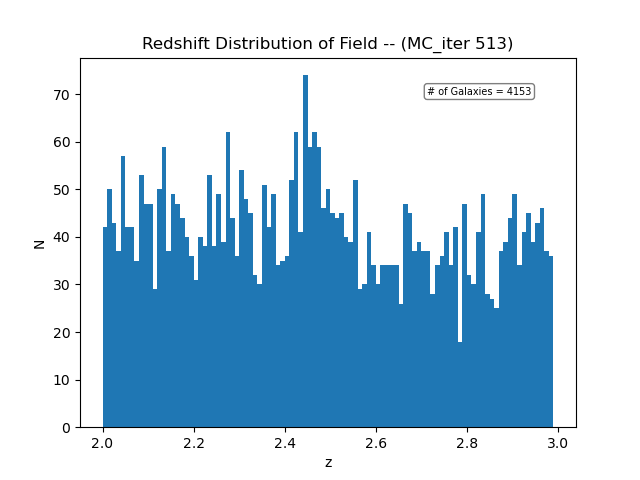 Redshift Distribution of Field -- (MC_iter 513)
# of Galaxies = 4153
70
60
50
40
30
20
10
0
N
2.0 2.2 2.4 2.6 2.8 3.0
z